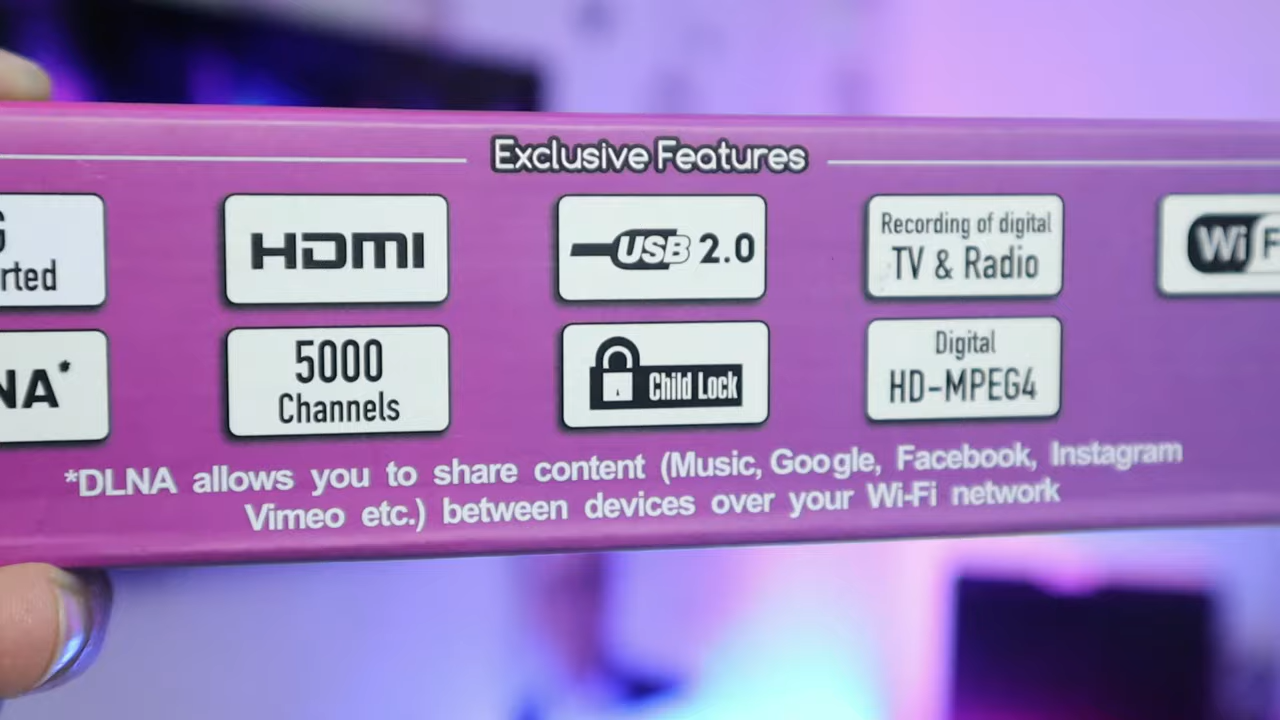 Exclusive Features
rted
HDMI
USB 2.0
Recording of digital
TV & Radio
Wi
NA*
5000
Channels
Child Lock
Digital
HD-MPEG4
*DLNA allows you to share content (Music, Google, Facebook, Instagram
Vimeo etc.) between devices over your Wi-Fi network